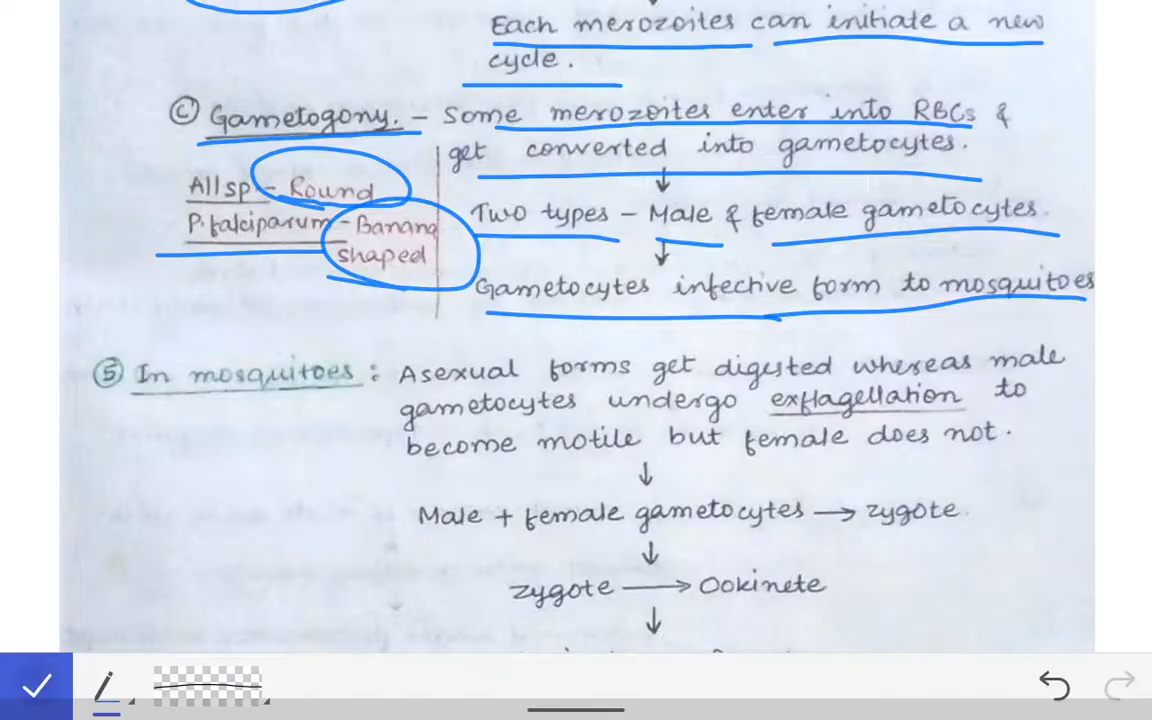 Each merozoites can initiate a new
cycle.
Ⓒ Gametogony. - Some merozoites enter into RBCs &
get converted into gametocytes.
↓
All sp - Round
P. falciparum - Banana
shaped
Two types - Male & female gametocytes.
↓
Gametocytes infective form to mosquitoes
⑤ In mosquitoes : Asexual forms get digested whereas male
gametocytes undergo exflagellation to
become motile but female does not.
↓
Male + female gametocytes → zygote.
↓
zygote → Ookinete
↓